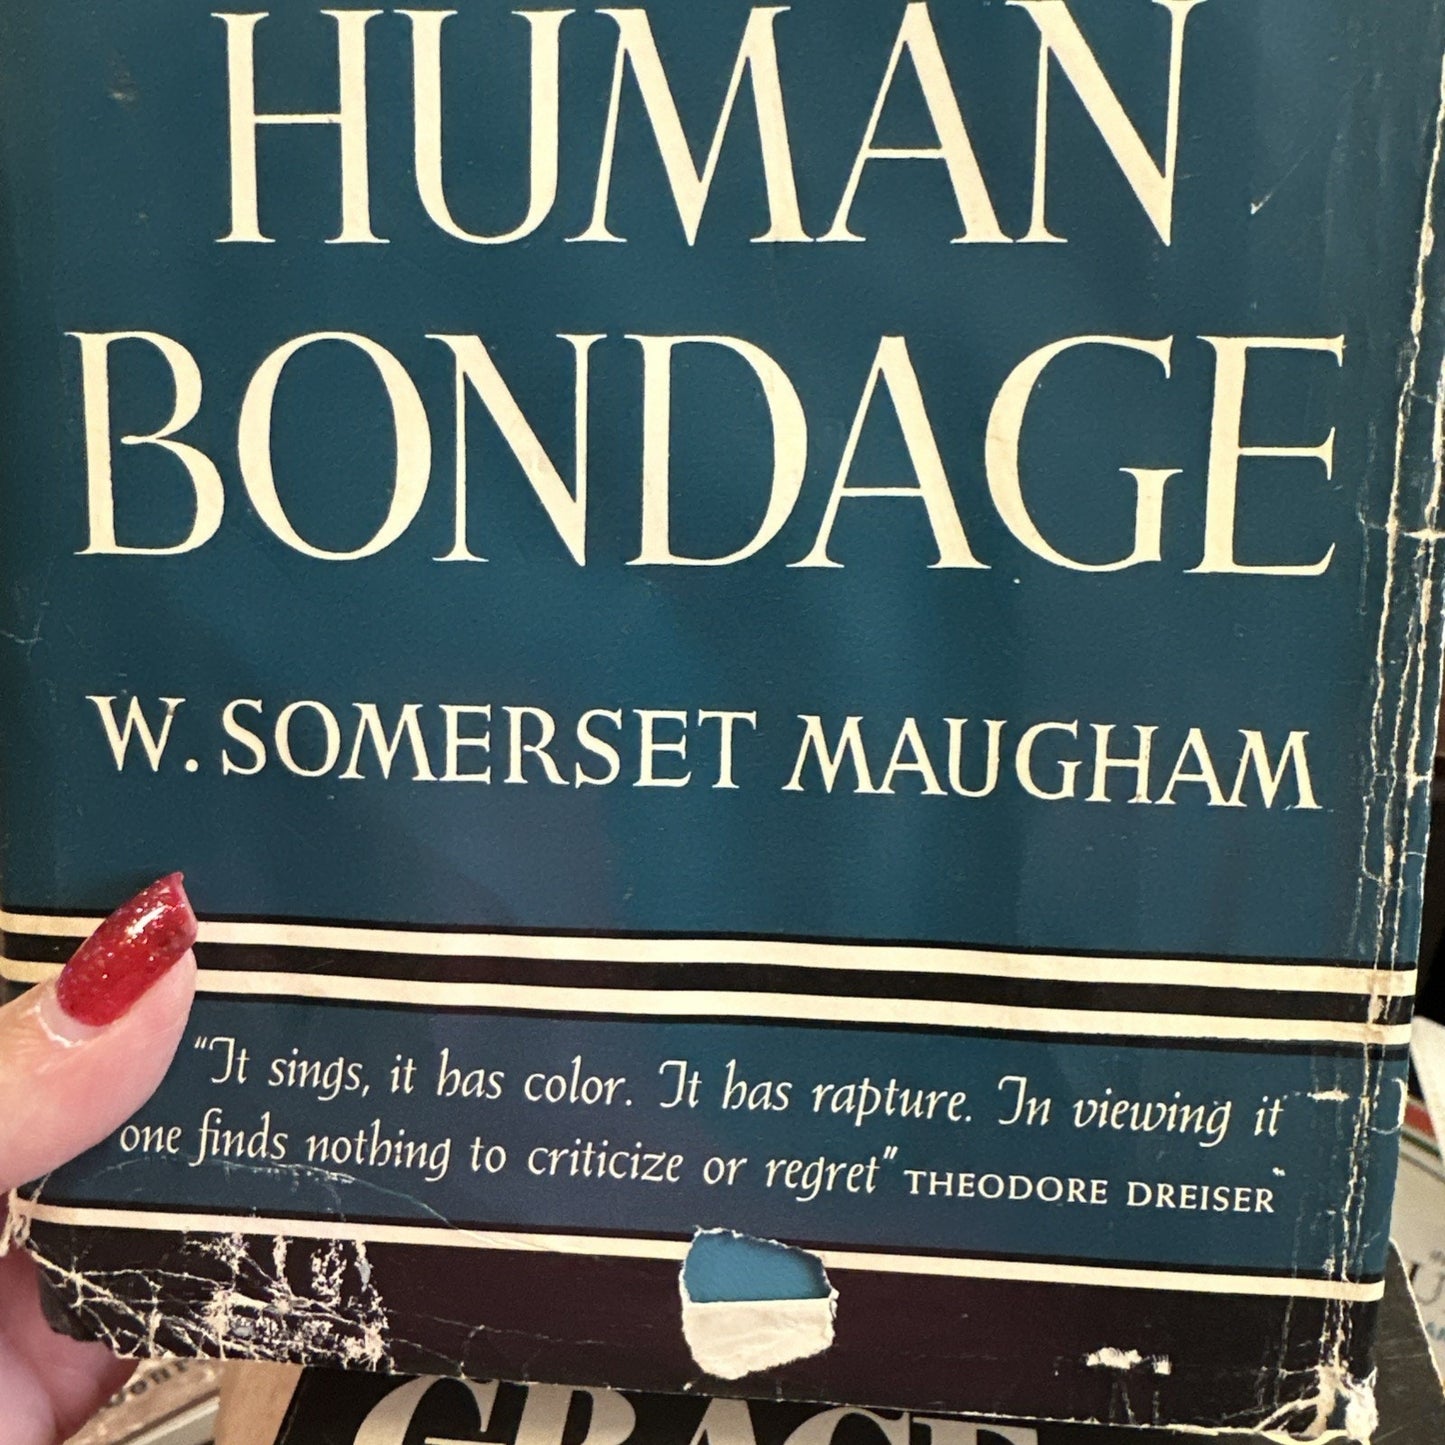 HUMAN
BONDAGE
W. SOMERSET MAUGHAM
"It sings, it has color. It has rapture. In viewing it
one finds nothing to criticize or regret" THEODORE DREISER
GRACE